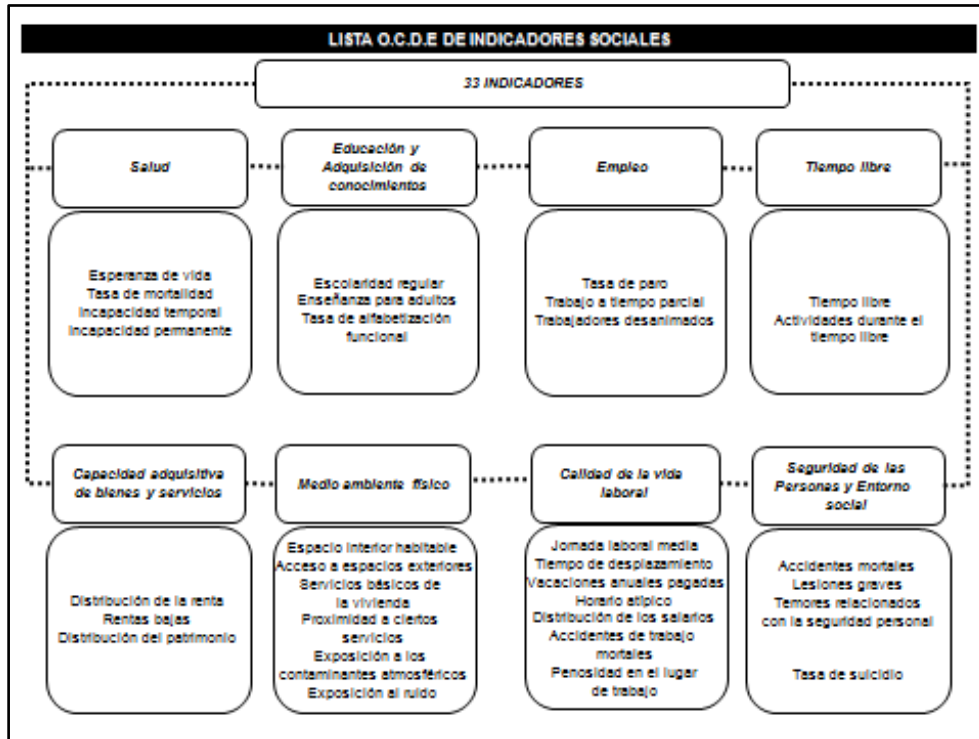 LISTA O.C.D.E DE INDICADORES SOCIALES
33 INDICADORES
Salud
Educación y
Adquisición de
conocimientos
Empleo
Tiempo libre
Esperanza de vida
Tasa de mortalidad
Incapacidad temporal
Incapacidad permanente
Escolaridad regular
Enseñanza para adultos
Tasa de alfabetización
funcional
Tasa de paro
Trabajo a tiempo parcial
Trabajadores desanimados
Tiempo libre
Actividades durante el
tiempo libre
Capacidad adquisitiva
de bienes y servicios
Medio ambiente físico
Calidad de la vida
laboral
Seguridad de las
Personas y Entorno
social
Distribución de la renta
Rentas bajas
Distribución del patrimonio
Espacio interior habitable
Acceso a espacios exteriores
Servicios básicos de
la vivienda
Proximidad a ciertos
servicios
Exposición a los
contaminantes atmosféricos
Exposición al ruido
Jornada laboral media
Tiempo de desplazamiento
Vacaciones anuales pagadas
Horario atípico
Distribución de los salarios
Accidentes de trabajo
mortales
Penosidad en el lugar
de trabajo
Accidentes mortales
Lesiones graves
Temores relacionados
con la seguridad personal
Tasa de suicidio